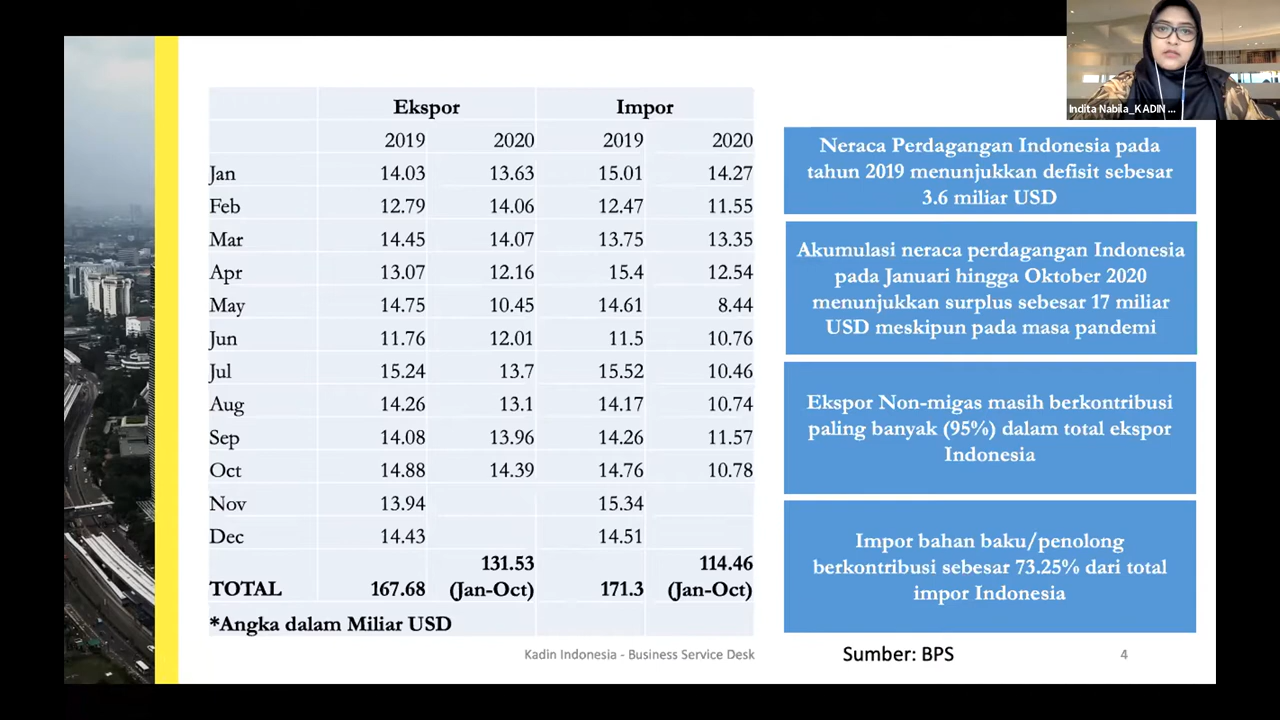 Indita Nabila_KADIN ...
Ekspor Impor
2019 2020 2019 2020
Jan 14.03 13.63 15.01 14.27
Feb 12.79 14.06 12.47 11.55
Mar 14.45 14.07 13.75 13.35
Apr 13.07 12.16 15.4 12.54
May 14.75 10.45 14.61 8.44
Jun 11.76 12.01 11.5 10.76
Jul 15.24 13.7 15.52 10.46
Aug 14.26 13.1 14.17 10.74
Sep 14.08 13.96 14.26 11.57
Oct 14.88 14.39 14.76 10.78
Nov 13.94 15.34
Dec 14.43 14.51
131.53 114.46
TOTAL 167.68 (Jan-Oct) 171.3 (Jan-Oct)
*Angka dalam Miliar USD
Neraca Perdagangan Indonesia pada
tahun 2019 menunjukkan defisit sebesar
3.6 miliar USD
Akumulasi neraca perdagangan Indonesia
pada Januari hingga Oktober 2020
menunjukkan surplus sebesar 17 miliar
USD meskipun pada masa pandemi
Ekspor Non-migas masih berkontribusi
paling banyak (95%) dalam total ekspor
Indonesia
Impor bahan baku/penolong
berkontribusi sebesar 73.25% dari total
impor Indonesia
Kadin Indonesia - Business Service Desk
Sumber: BPS
4